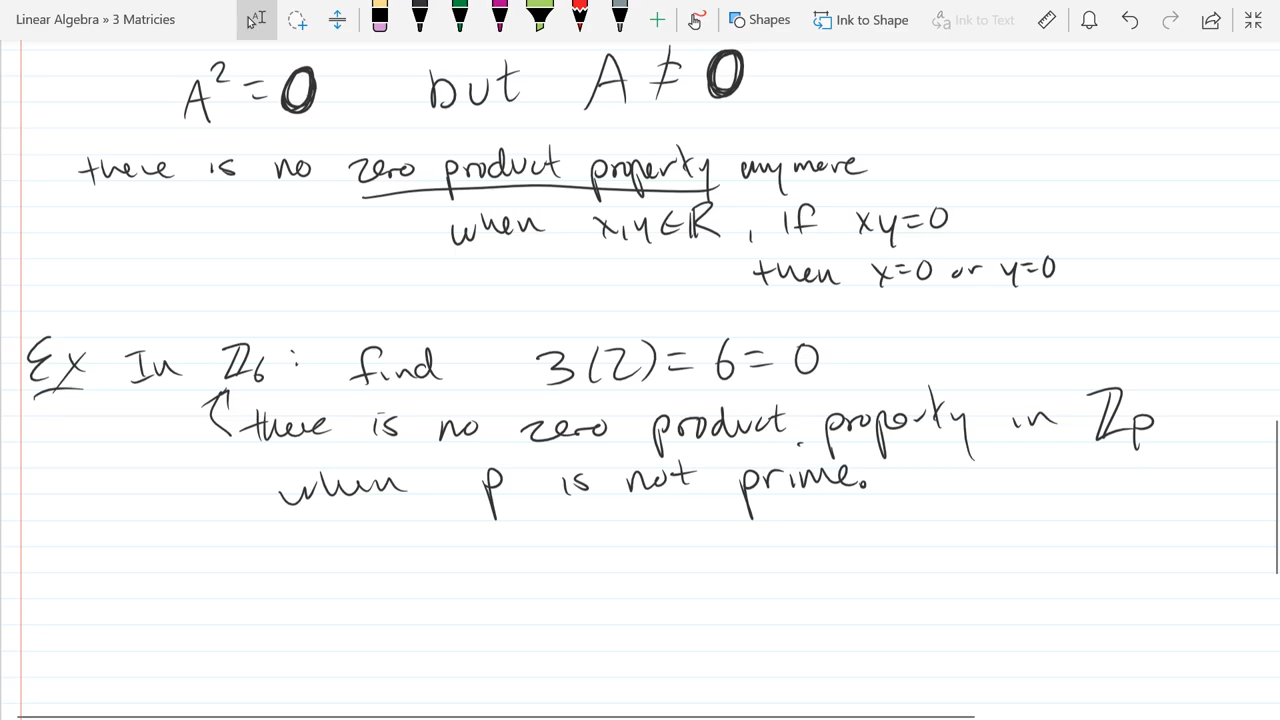 Linear Algebra » 3 Matricies
Shapes
Ink to Shape
Ink to Text
A² = 0 but A ≠ 0
there is no zero product property anymore
when x,y ∈ ℝ, if xy=0
then x=0 or y=0
Ex In ℤ₆: find 3(2) = 6 = 0
there is no zero product property in ℤp
when p is not prime.